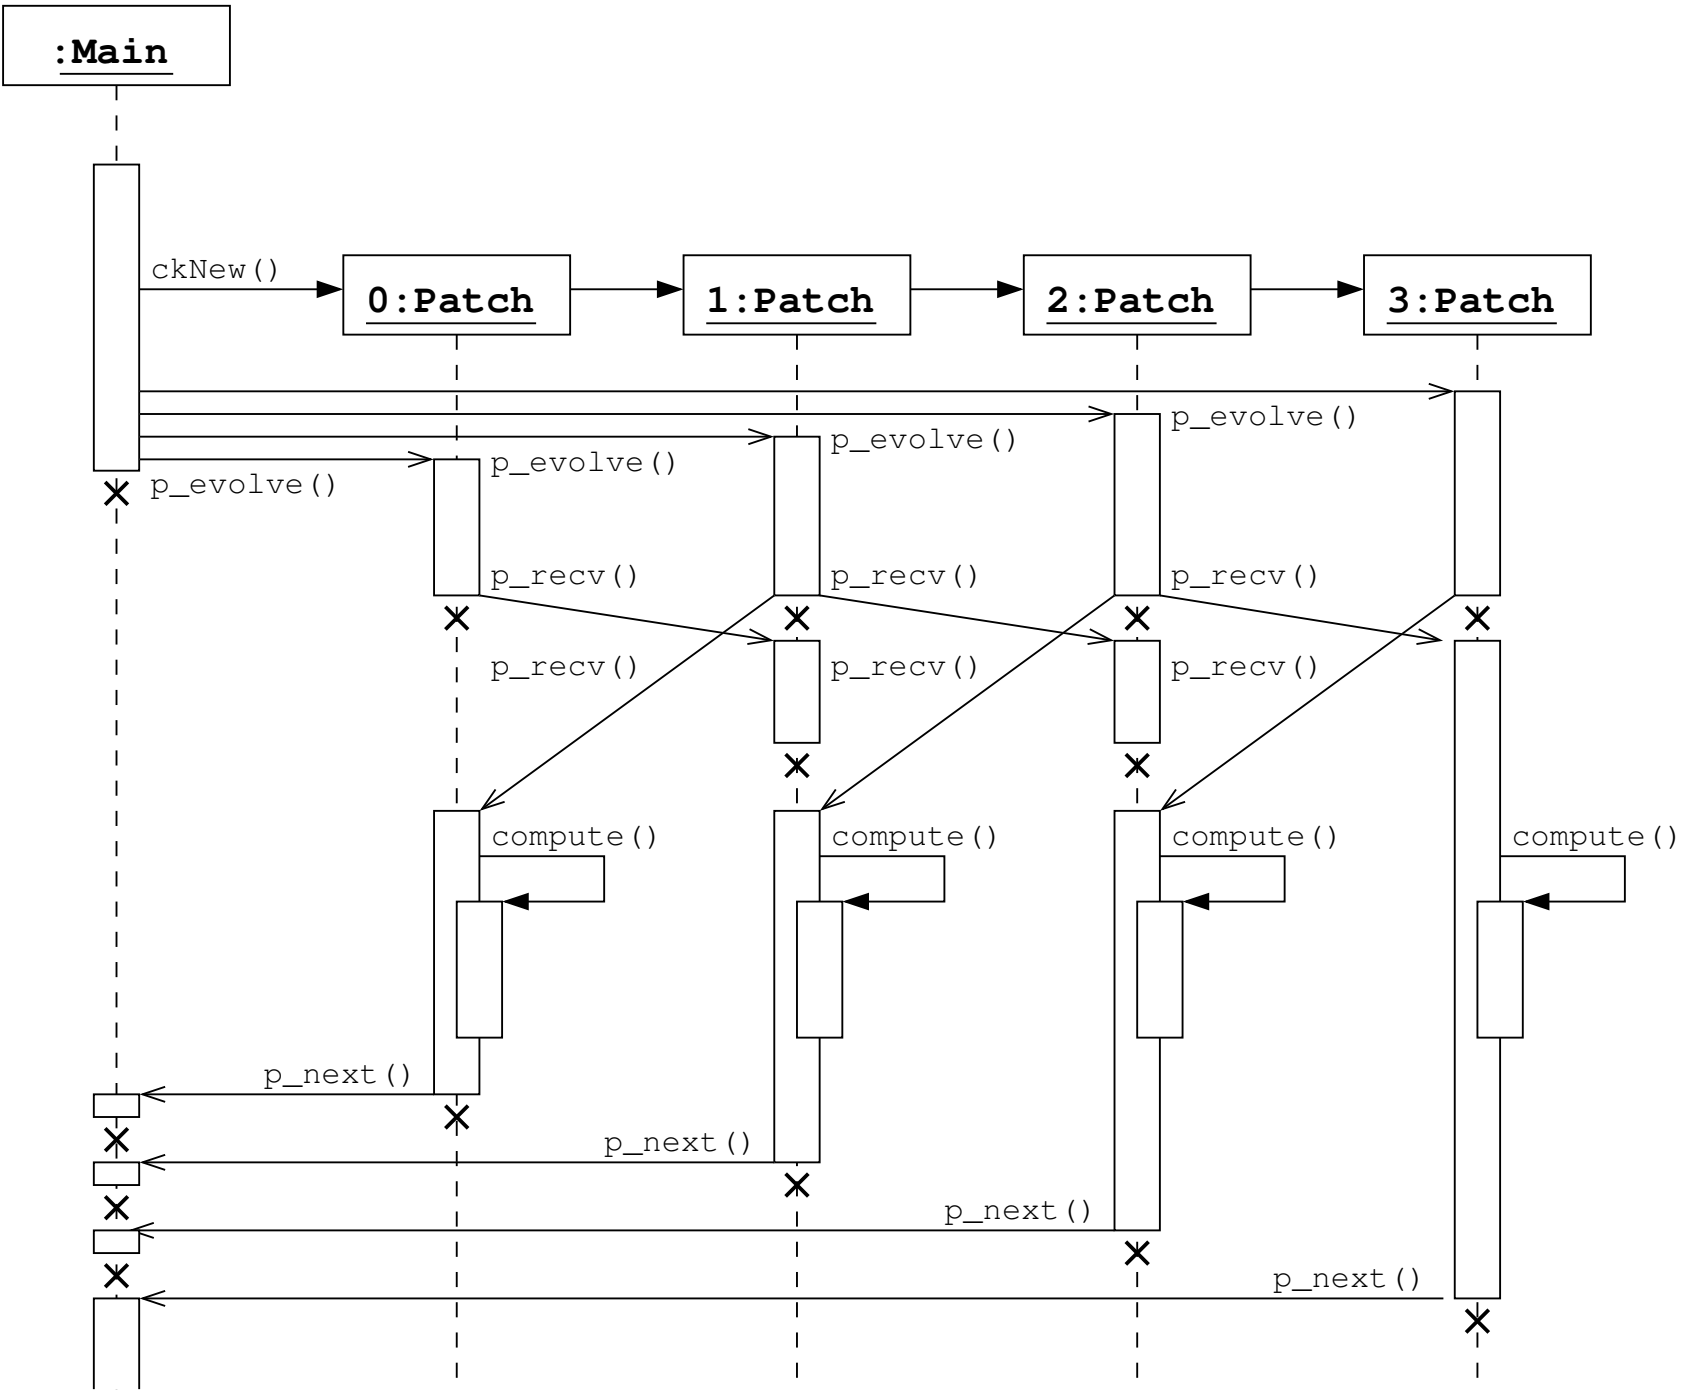 :Main
ckNew()
0:Patch
1:Patch
2:Patch
3:Patch
p_evolve()
p_evolve()
p_evolve()
p_evolve()
p_recv()
p_recv()
p_recv()
p_recv()
p_recv()
p_recv()
compute()
compute()
compute()
compute()
p_next()
p_next()
p_next()
p_next()